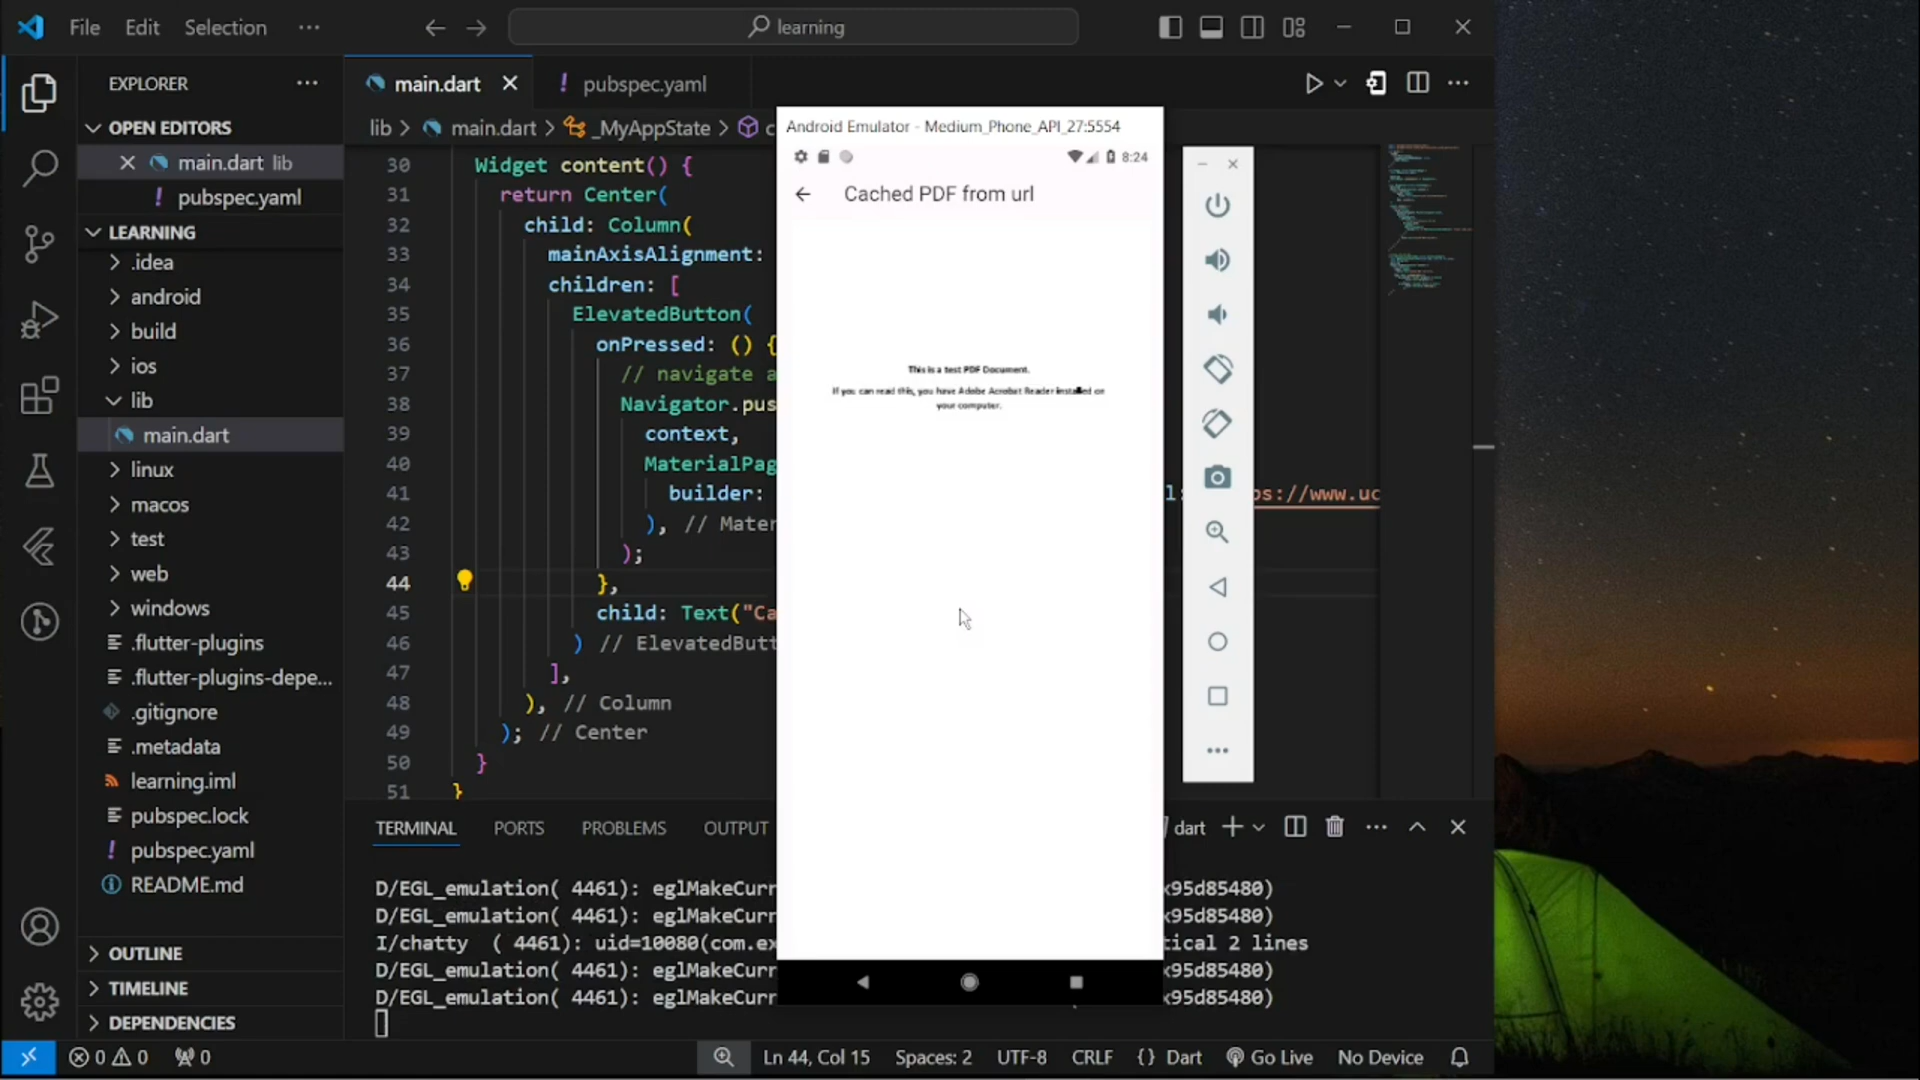 File Edit Selection ···
learning
EXPLORER ···
OPEN EDITORS
main.dart lib
! pubspec.yaml
LEARNING
.idea
android
build
ios
lib
main.dart
linux
macos
test
web
windows
.flutter-plugins
.flutter-plugins-depe...
.gitignore
.metadata
learning.iml
pubspec.lock
! pubspec.yaml
README.md
OUTLINE
TIMELINE
DEPENDENCIES
main.dart
! pubspec.yaml
lib > main.dart > _MyAppState > c
30 Widget content() {
31 return Center(
32 child: Column(
33 mainAxisAlignment:
34 children: [
35 ElevatedButton(
36 onPressed: () {
37 // navigate a
38 Navigator.pus
39 context,
40 MaterialPag
41 builder: l: ps://www.uc
42 ), // Mater
43 );
44 },
45 child: Text("Ca
46 ) // ElevatedButt
47 ],
48 ), // Column
49 ); // Center
50 }
51 }
Android Emulator - Medium_Phone_API_27:5554
8:24
Cached PDF from url
This is a test PDF Document.
If you can read this, you have Adobe Acrobat Reader installed on
your computer.
TERMINAL PORTS PROBLEMS OUTPUT dart
D/EGL_emulation( 4461): eglMakeCurr x95d85480)
D/EGL_emulation( 4461): eglMakeCurr x95d85480)
I/chatty ( 4461): uid=10080(com.ex tical 2 lines
D/EGL_emulation( 4461): eglMakeCurr x95d85480)
D/EGL_emulation( 4461): eglMakeCurr x95d85480)
0 0 0 Ln 44, Col 15 Spaces: 2 UTF-8 CRLF {} Dart Go Live No Device